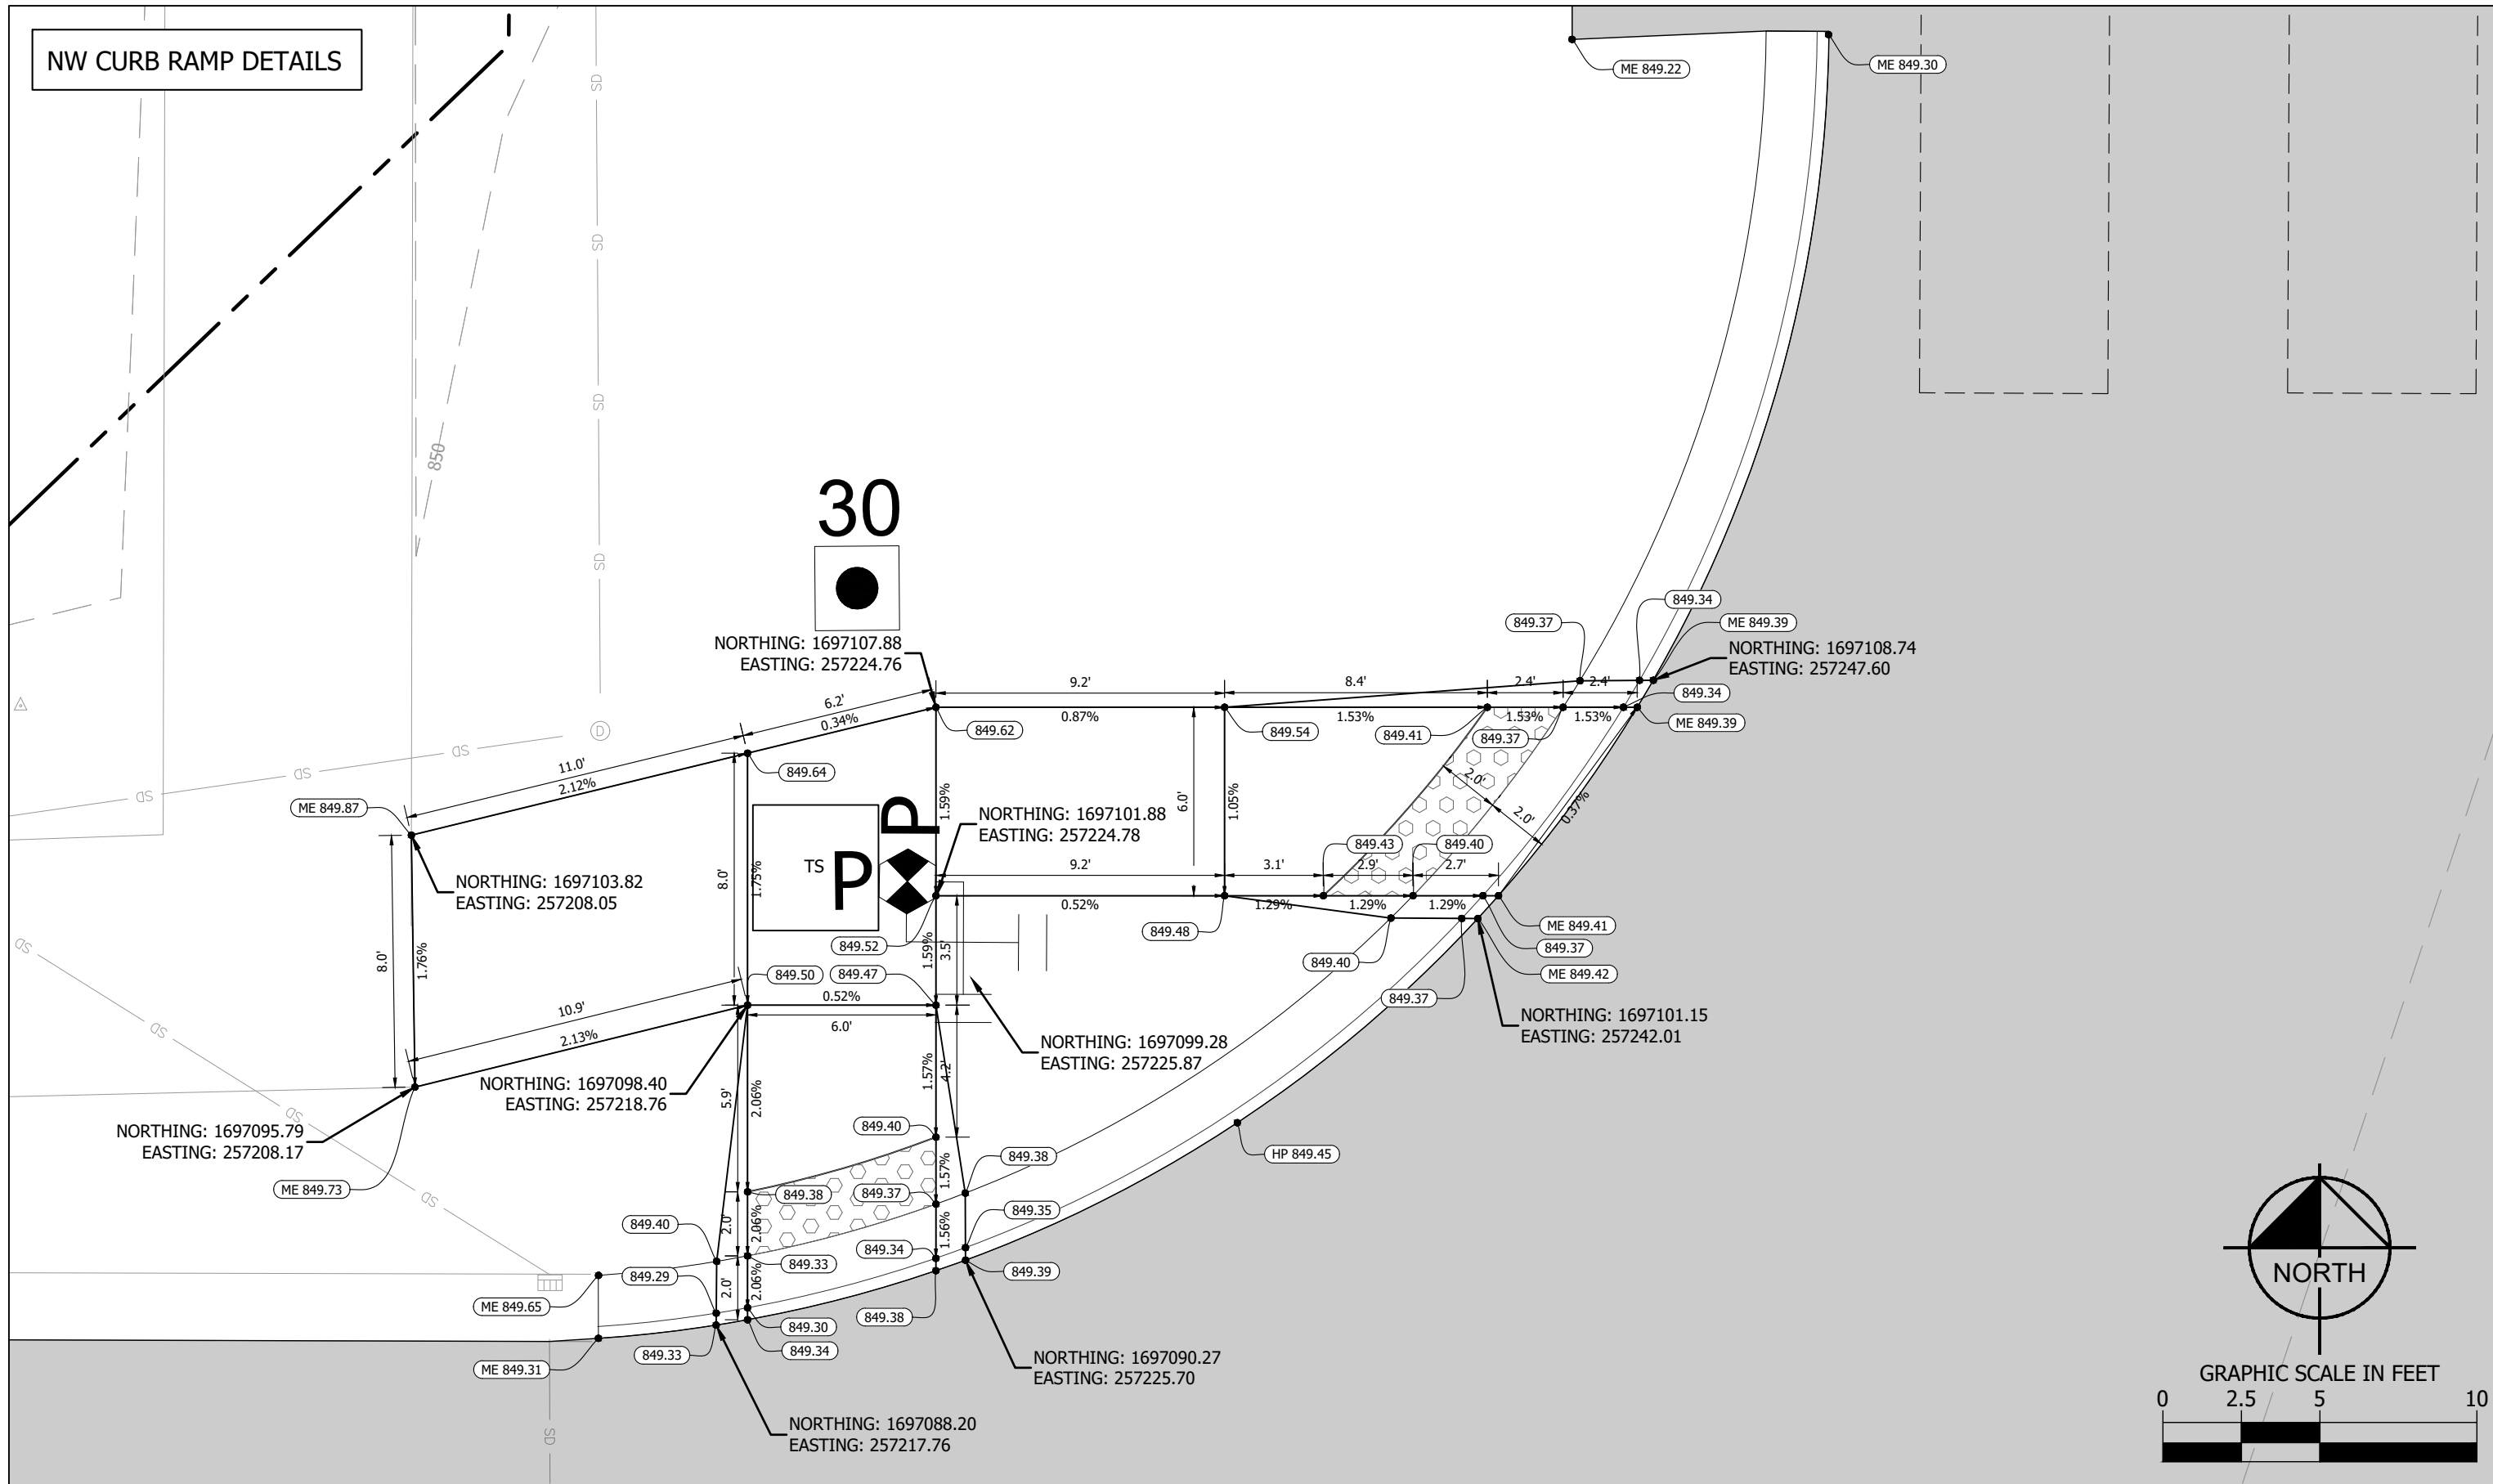 NW CURB RAMP DETAILS
ME 849.22
ME 849.30
SD
SD
SD
SD
850
30
NORTHING: 1697107.88
EASTING: 257224.76
849.37
849.34
ME 849.39
NORTHING: 1697108.74
EASTING: 257247.60
849.34
ME 849.39
9.2'
8.4'
2.4'
2.4'
6.2'
0.34%
0.87%
1.53%
1.53%
1.53%
849.62
849.54
849.41
849.37
11.0'
2.12%
849.64
D
SD
SD
SD
ME 849.87
1.59%
6.0'
1.05%
2.0'
2.0'
0.37%
P
NORTHING: 1697101.88
EASTING: 257224.78
TS
P
8.0'
1.75%
849.43
849.40
9.2'
3.1'
2.9'
2.7'
NORTHING: 1697103.82
EASTING: 257208.05
0.52%
1.29%
1.29%
1.29%
849.52
849.48
ME 849.41
849.37
ME 849.42
849.40
849.37
1.59%
3.5'
SD
8.0'
1.76%
849.50
849.47
0.52%
6.0'
10.9'
2.13%
NORTHING: 1697101.15
EASTING: 257242.01
NORTHING: 1697099.28
EASTING: 257225.87
SD
NORTHING: 1697098.40
EASTING: 257218.76
5.9'
2.06%
1.57%
4.2'
SD
NORTHING: 1697095.79
EASTING: 257208.17
ME 849.73
SD
849.40
849.38
HP 849.45
849.38
849.37
1.57%
2.0'
2.06%
849.40
849.35
1.56%
849.34
849.33
849.39
849.29
2.0'
2.06%
ME 849.65
849.38
849.30
849.33
849.34
ME 849.31
NORTHING: 1697090.27
EASTING: 257225.70
NORTHING: 1697088.20
EASTING: 257217.76
SD
NORTH
GRAPHIC SCALE IN FEET
0 2.5 5 10